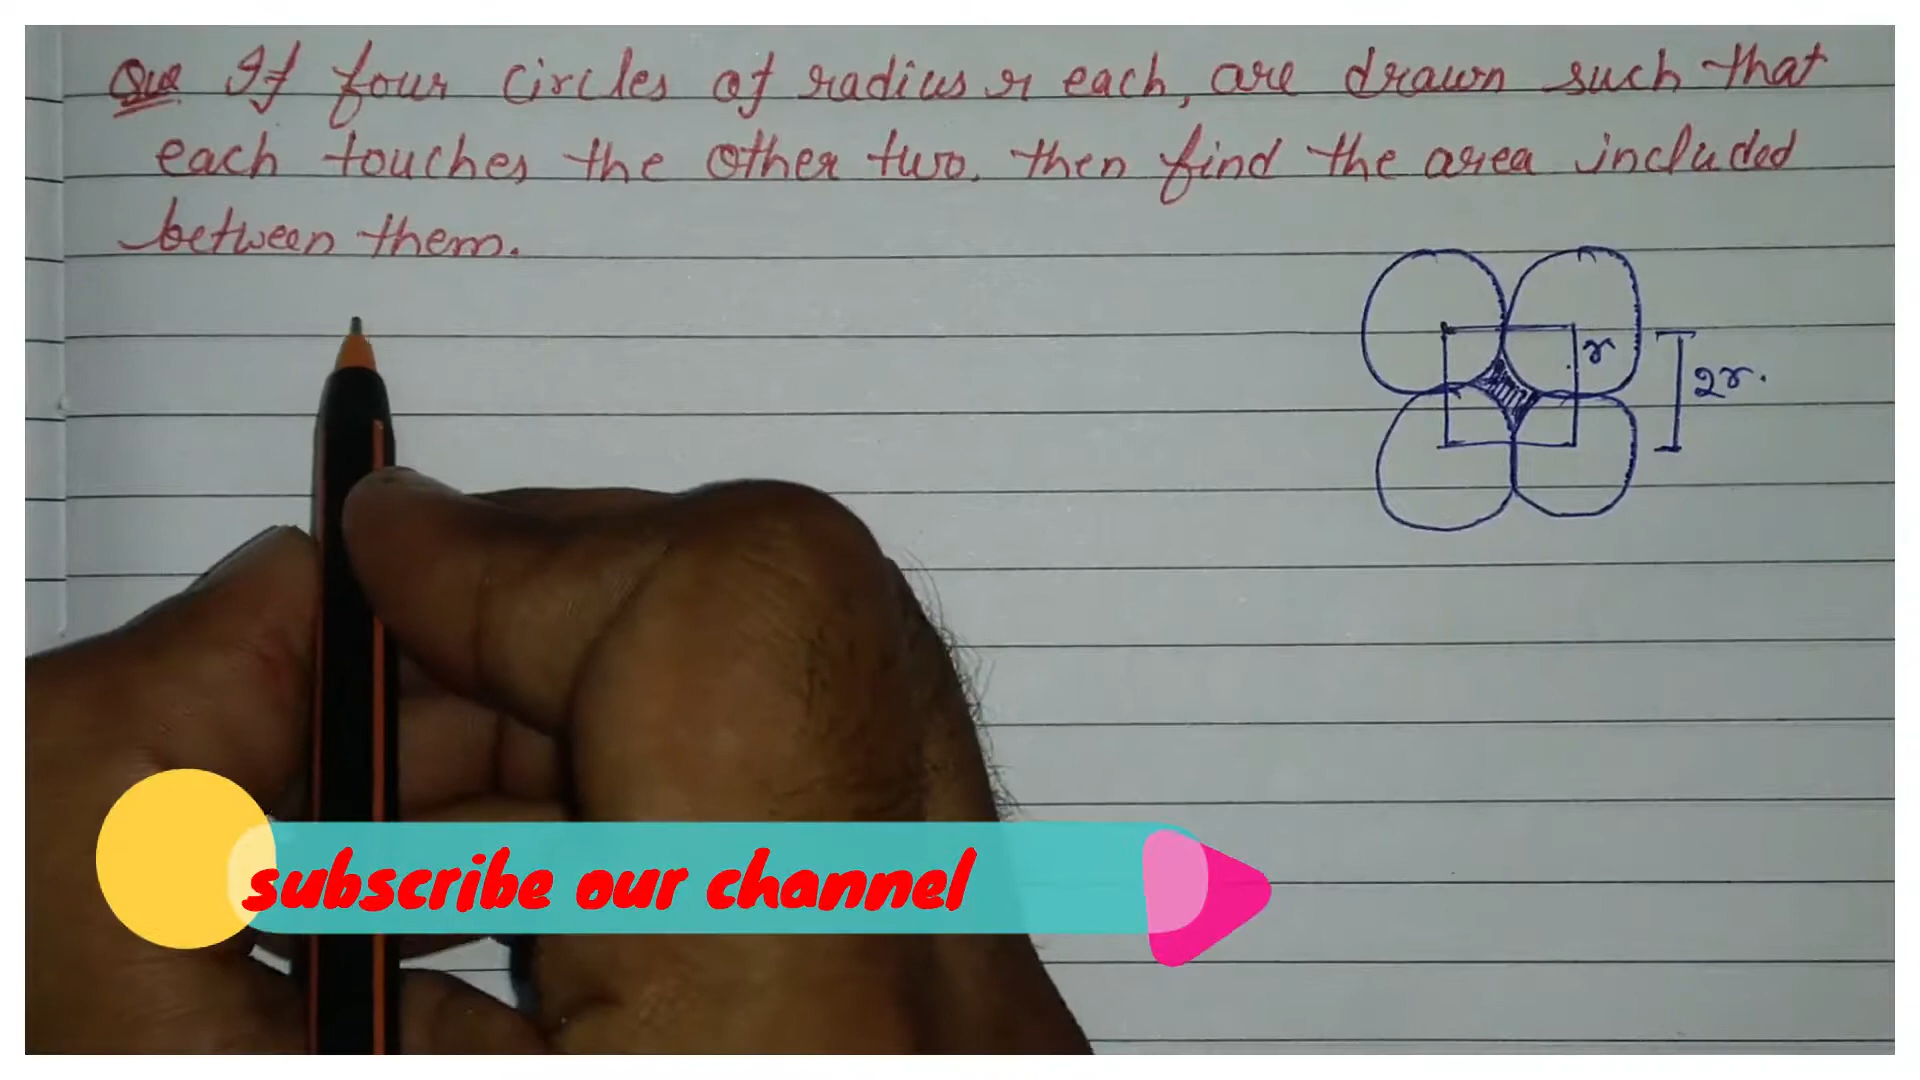 Que If four circles of radius r each, are drawn such that
each touches the other two. then find the area included
between them.
r
2r.
subscribe our channel